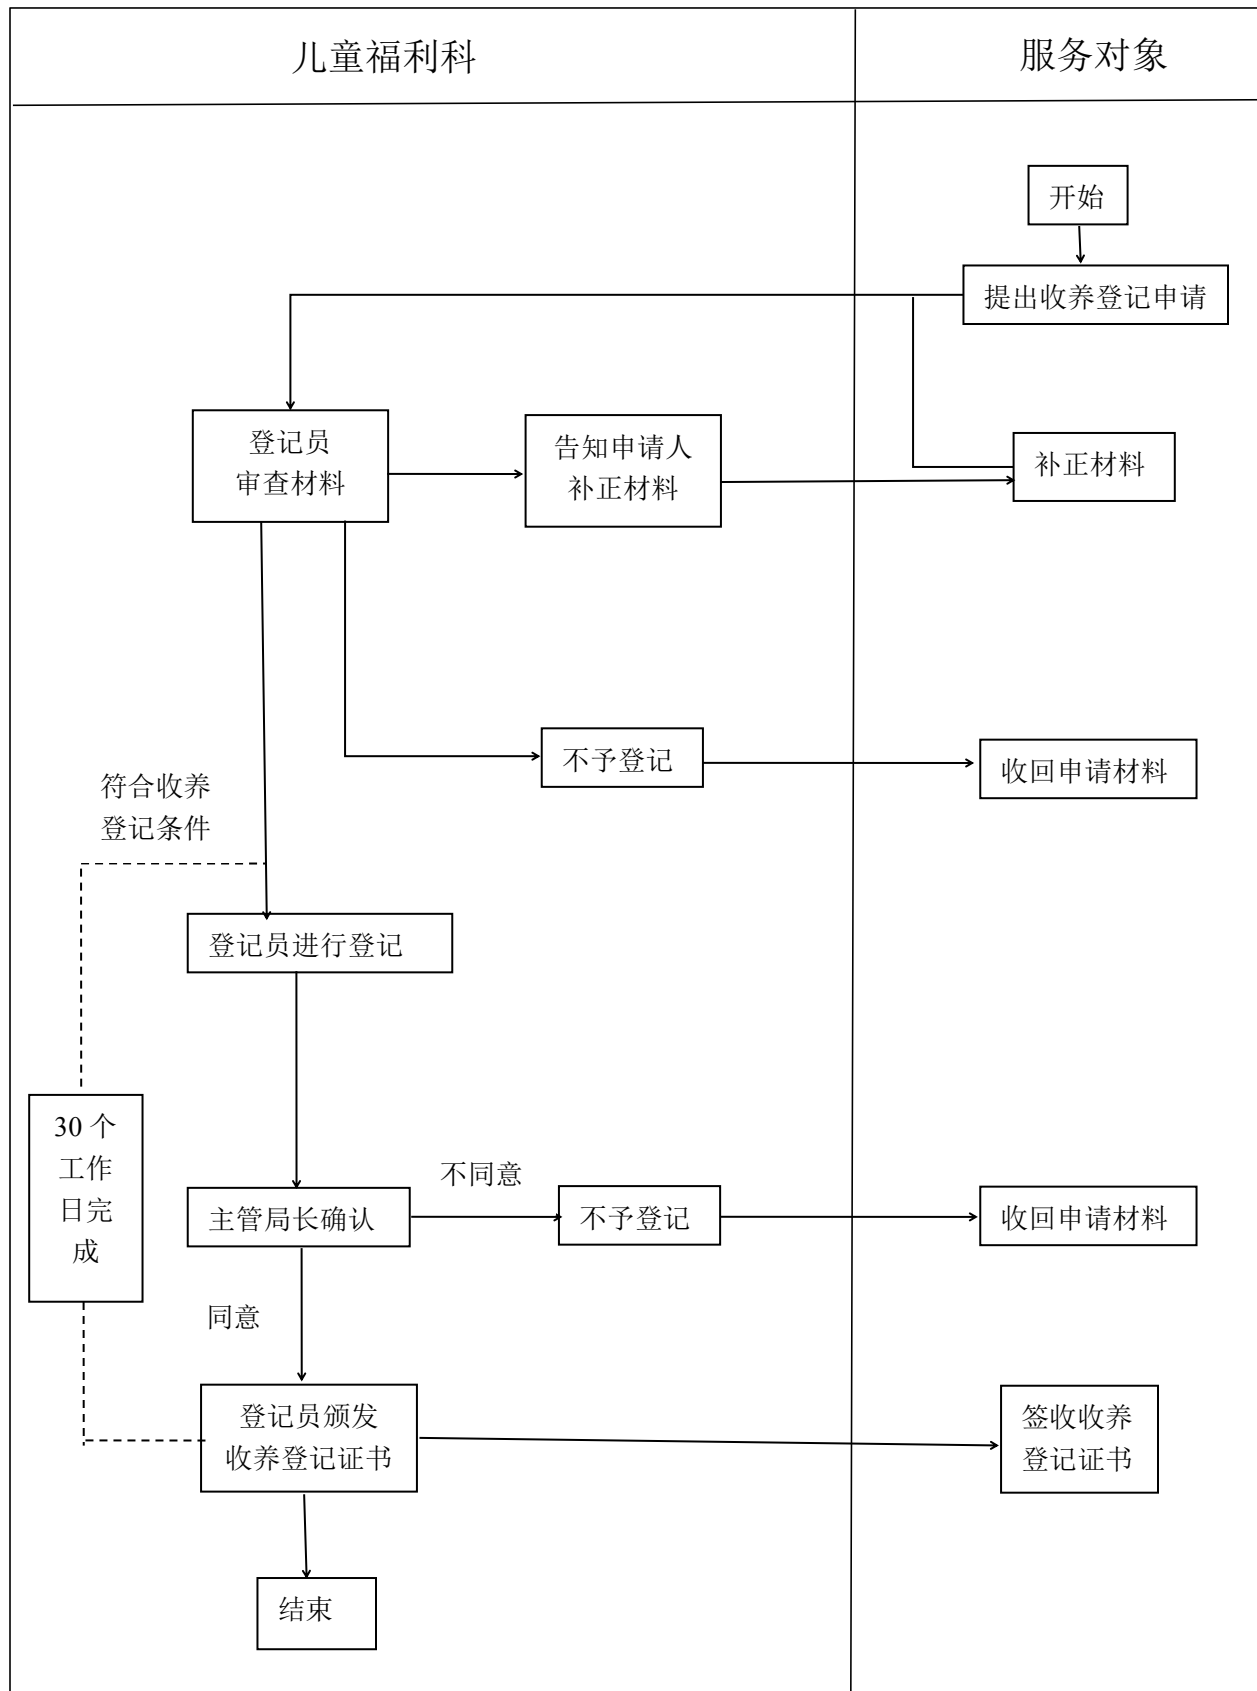 儿童福利科
服务对象
开始
提出收养登记申请
登记员
审查材料
告知申请人
补正材料
补正材料
不予登记
收回申请材料
符合收养
登记条件
登记员进行登记
30 个
工作
日完
成
主管局长确认
不同意
不予登记
收回申请材料
同意
登记员颁发
收养登记证书
签收收养
登记证书
结束